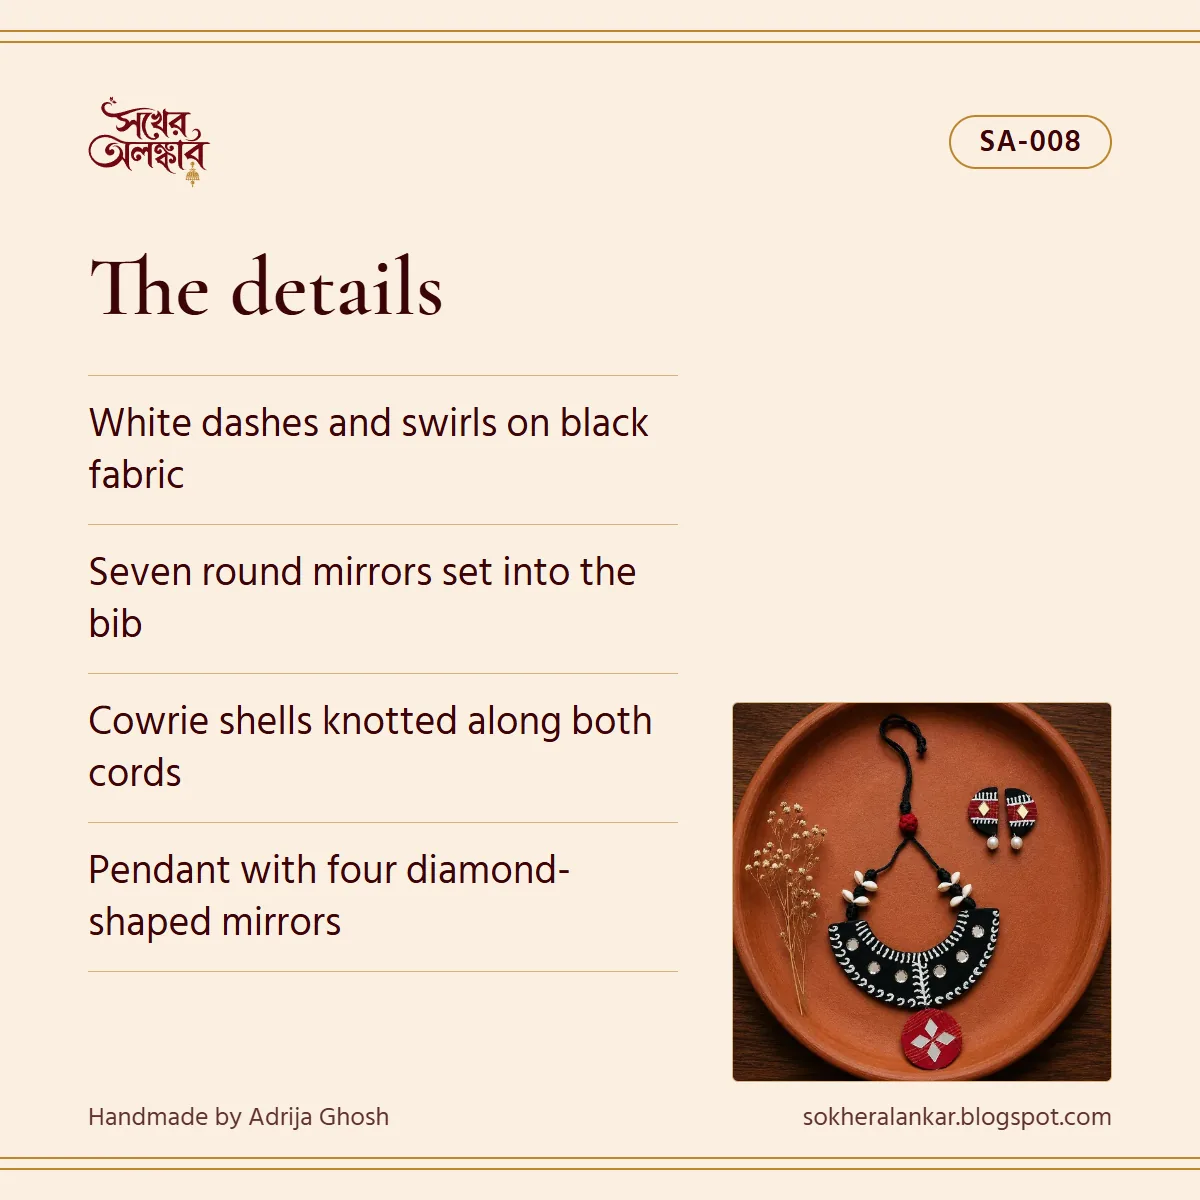 সখের
অলঙ্কার
SA-008
The details
White dashes and swirls on black
fabric
Seven round mirrors set into the
bib
Cowrie shells knotted along both
cords
Pendant with four diamond-
shaped mirrors
Handmade by Adrija Ghosh
sokheralankar.blogspot.com